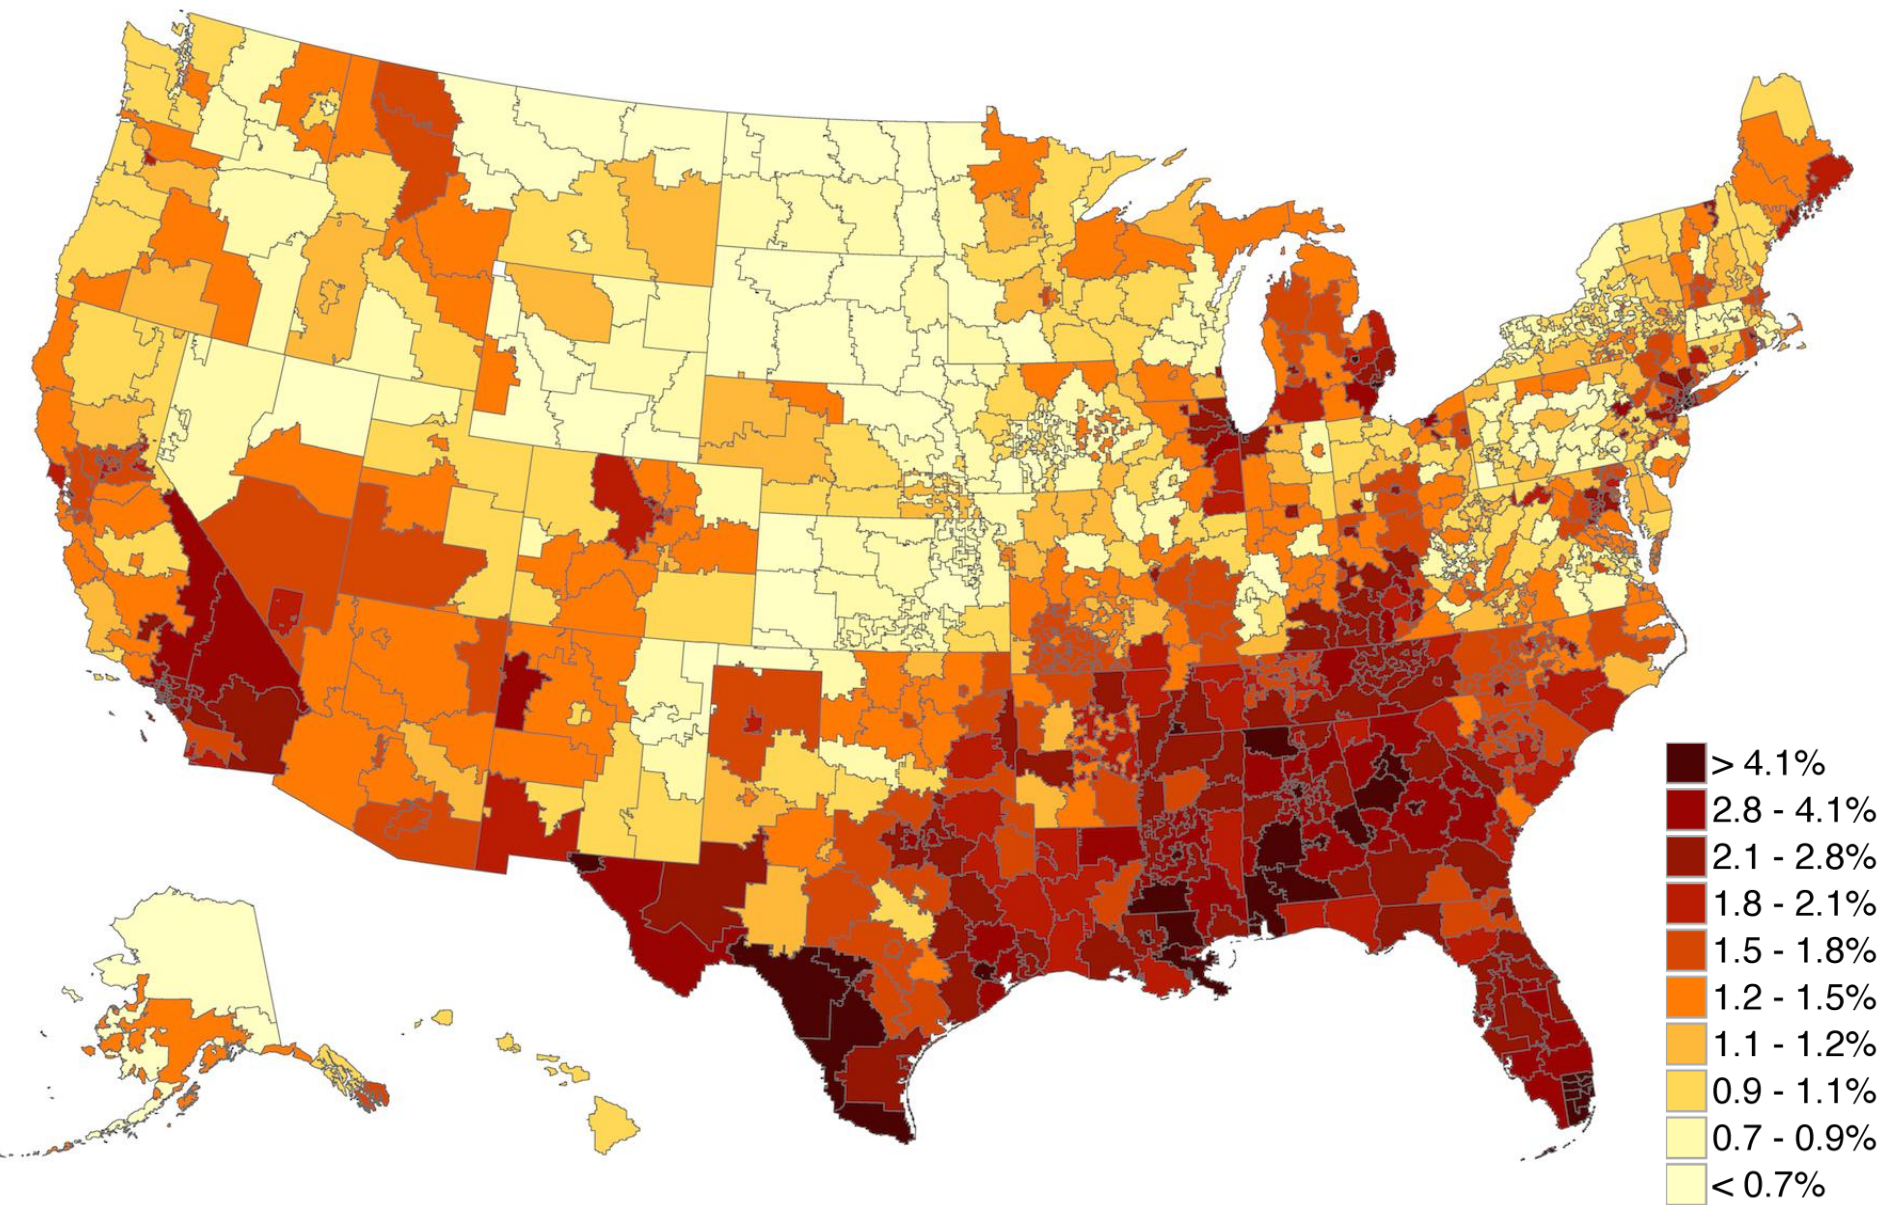 > 4.1%
2.8 - 4.1%
2.1 - 2.8%
1.8 - 2.1%
1.5 - 1.8%
1.2 - 1.5%
1.1 - 1.2%
0.9 - 1.1%
0.7 - 0.9%
< 0.7%